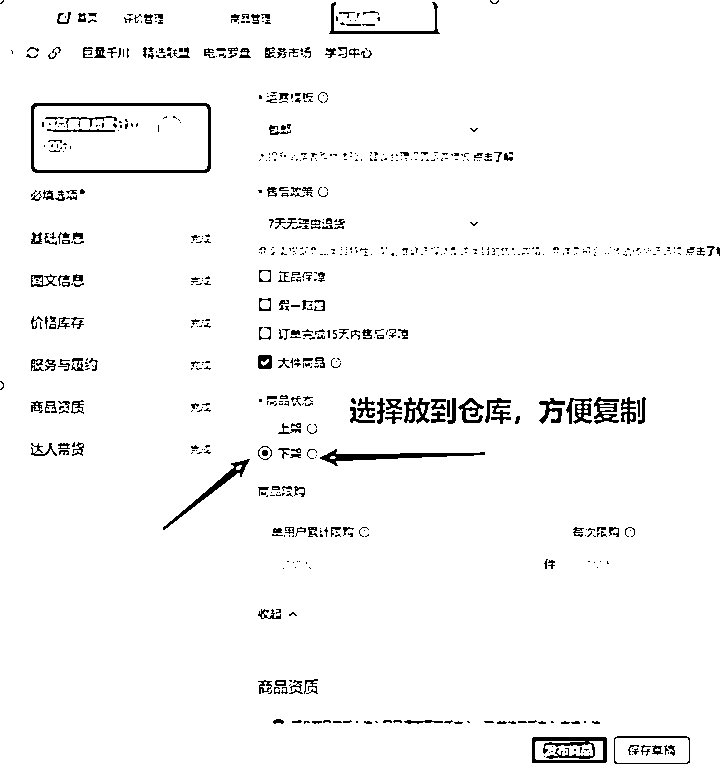 首页 评价管理 商品管理
巨量千川 精选联盟 电商罗盘 服务市场 学习中心
* 运费模板
包邮
点击了解
必填选项*
* 售后政策
7天无理由退货
点击了解
基础信息 完成
正品保障
图文信息 完成
假一赔四
价格库存 完成
订单完成15天内售后保障
服务与履约 完成
大件商品
* 商品状态
商品资质 完成
选择放到仓库，方便复制
上架
达人带货 完成
下架
商品限购
单用户累计限购 每次限购
件
收起
商品资质
发布商品 保存草稿